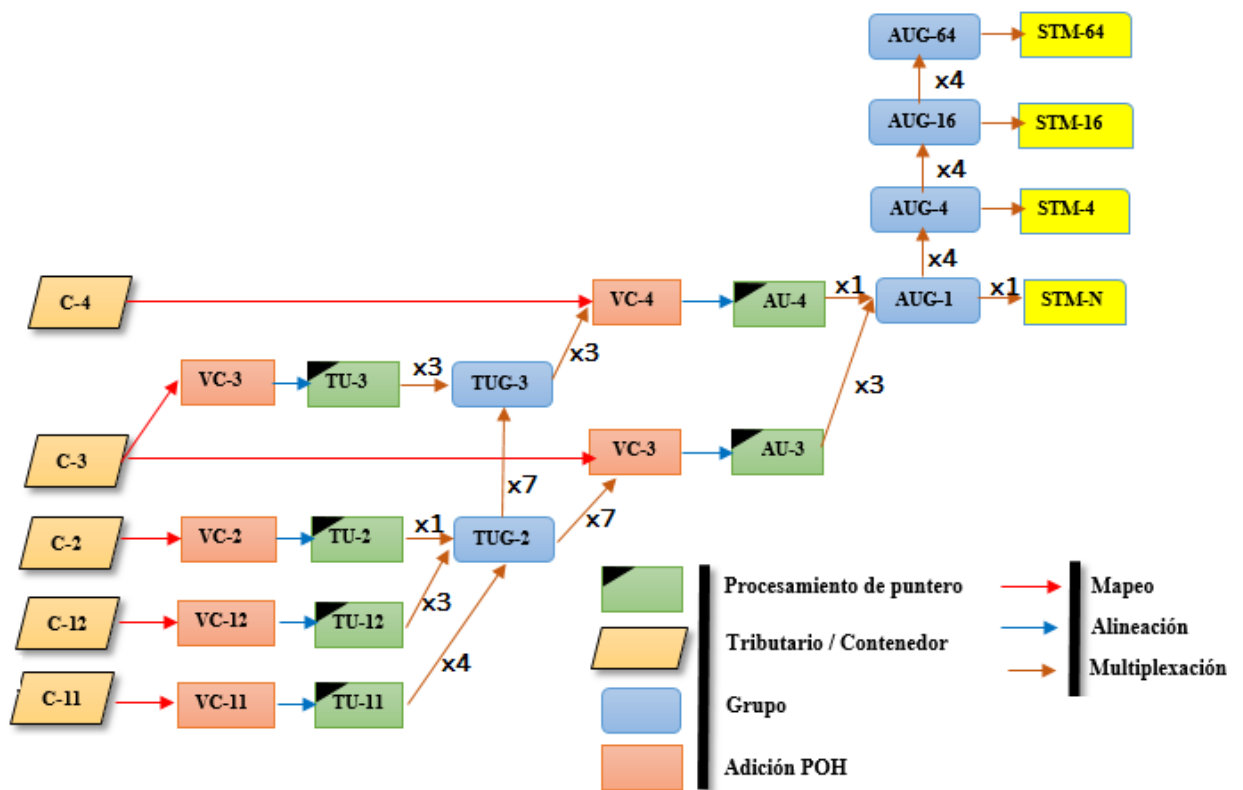 AUG-64
STM-64
x4
AUG-16
STM-16
x4
AUG-4
STM-4
x4
C-4
VC-4
AU-4
x1
AUG-1
x1
STM-N
x3
VC-3
TU-3
x3
TUG-3
x3
C-3
VC-3
AU-3
x7
x7
C-2
VC-2
TU-2
x1
TUG-2
x3
C-12
VC-12
TU-12
x4
C-11
VC-11
TU-11
Procesamiento de puntero
Tributario / Contenedor
Grupo
Adición POH
Mapeo
Alineación
Multiplexación